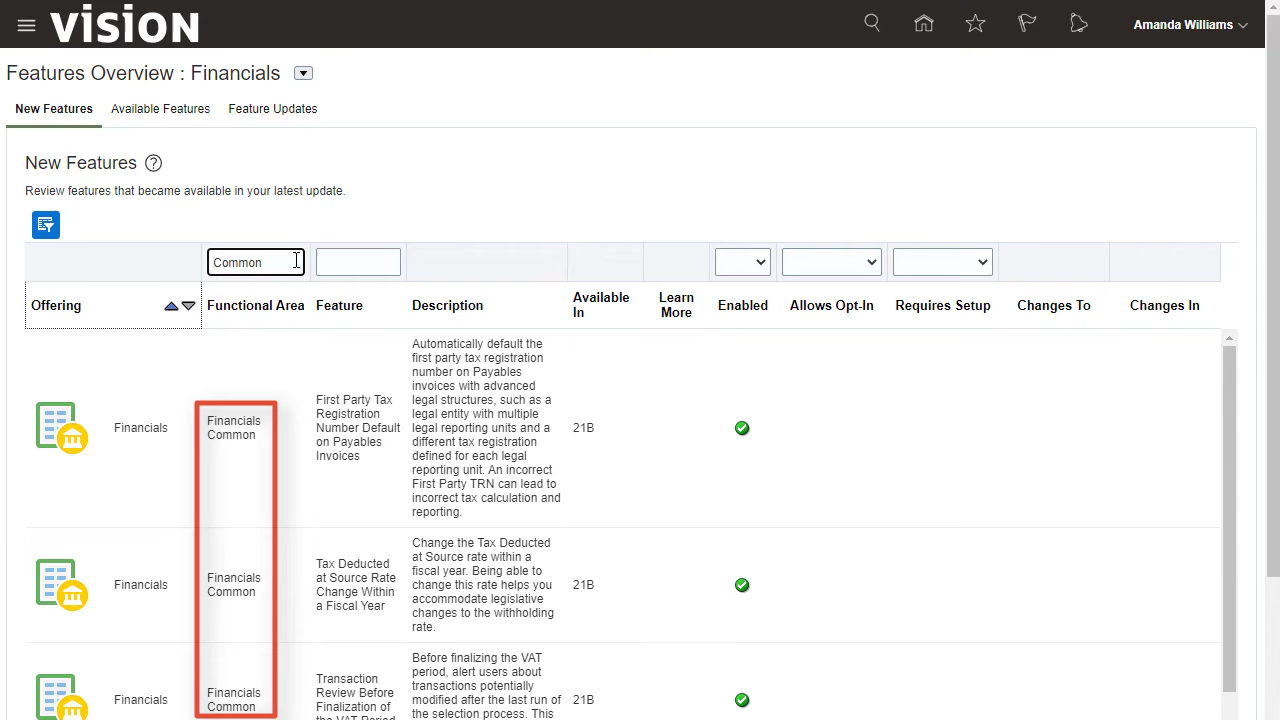 vision
Amanda Williams
Features Overview : Financials
New Features
Available Features
Feature Updates
New Features ?
Review features that became available in your latest update.
Common
Offering
Functional Area
Feature
Description
Available
In
Learn
More
Enabled
Allows Opt-In
Requires Setup
Changes To
Changes In
Financials
Financials
Common
First Party Tax
Registration
Number Default
on Payables
Invoices
Automatically default the
first party tax registration
number on Payables
invoices with advanced
legal structures, such as a
legal entity with multiple
legal reporting units and a
different tax registration
defined for each legal
reporting unit. An incorrect
First Party TRN can lead to
incorrect tax calculation and
reporting.
21B
Financials
Financials
Common
Tax Deducted
at Source Rate
Change Within
a Fiscal Year
Change the Tax Deducted
at Source rate within a
fiscal year. Being able to
change this rate helps you
accommodate legislative
changes to the withholding
rate.
21B
Financials
Financials
Common
Transaction
Review Before
Finalization of
the VAT Period
Before finalizing the VAT
period, alert users about
transactions potentially
modified after the last run of
the selection process. This
21B